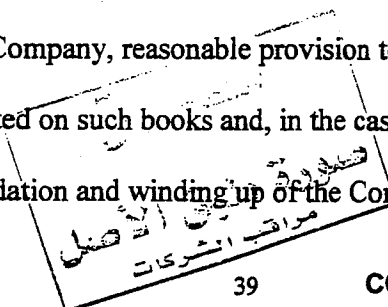 Company, reasonable provision t
ted on such books and, in the cas
dation and winding up of the Co
صورة طبق الأصل
مراقب الشركات
39
CO